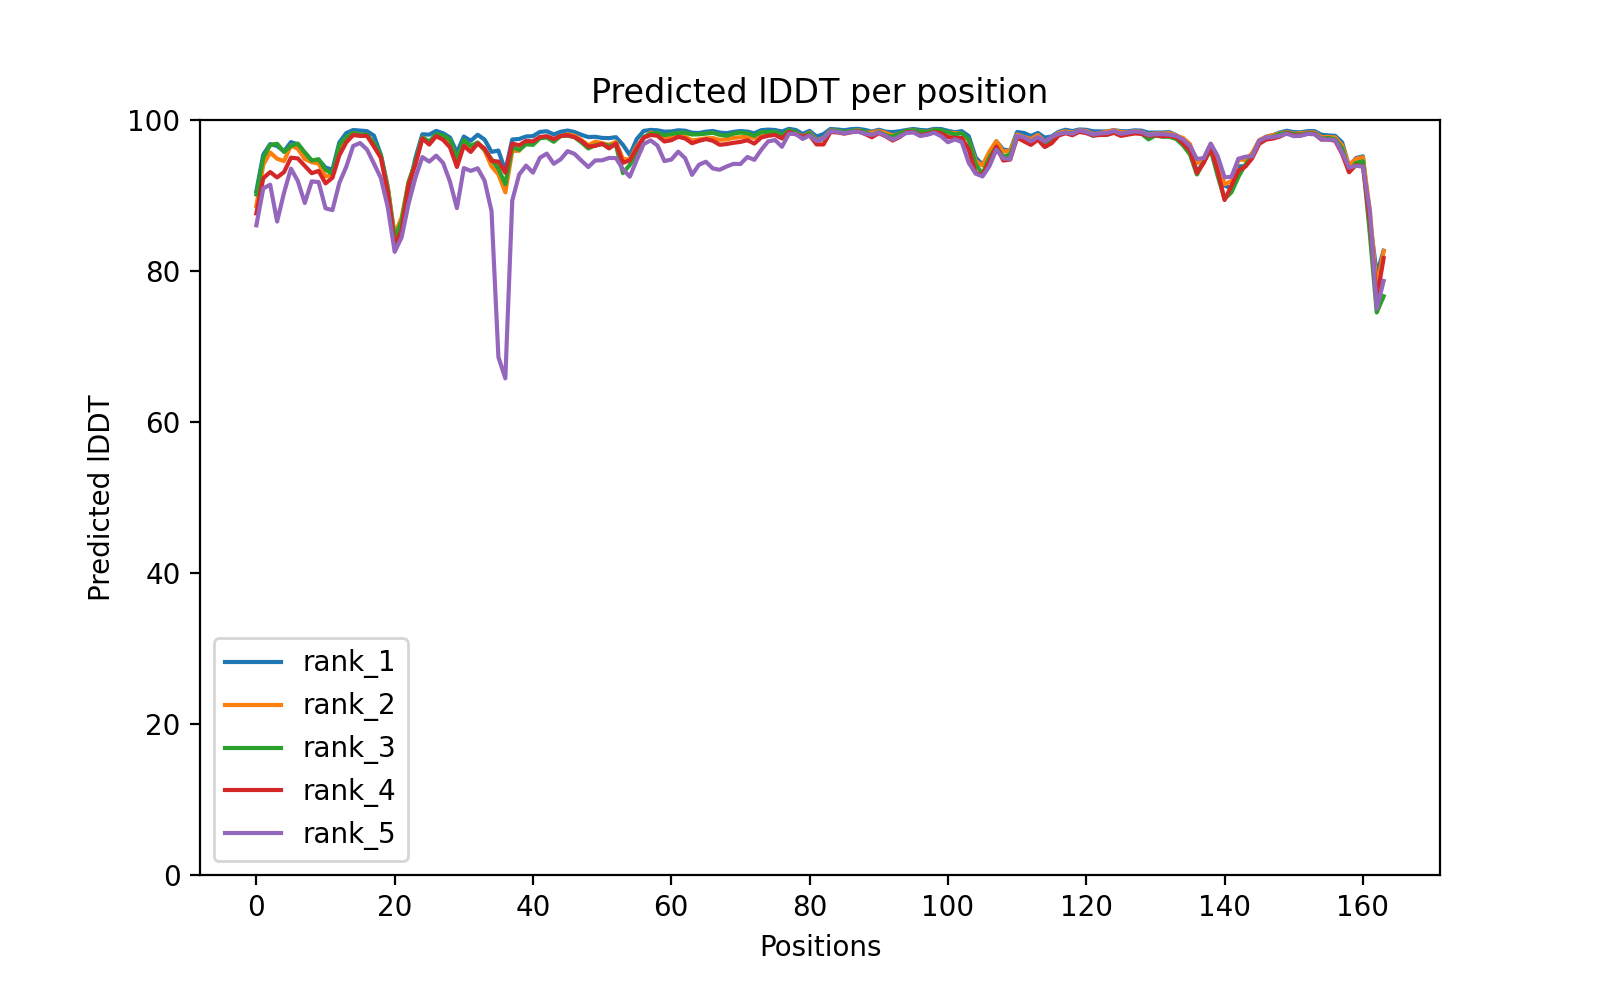 Predicted lDDT per position
100
80
60
40
20
0
Predicted lDDT
rank_1
rank_2
rank_3
rank_4
rank_5
0 20 40 60 80 100 120 140 160
Positions